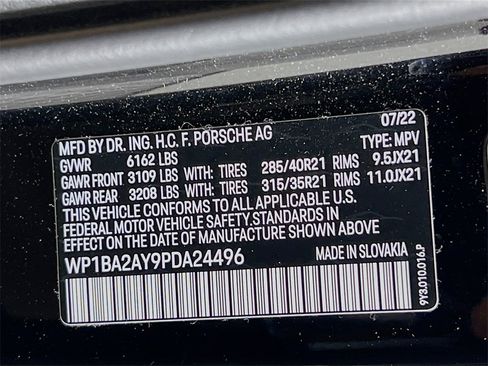 07/22
MFD BY DR. ING. H.C. F. PORSCHE AG TYPE: MPV
GVWR 6162 LBS
GAWR FRONT 3109 LBS WITH: TIRES 285/40R21 RIMS 9.5JX21
GAWR REAR 3208 LBS WITH: TIRES 315/35R21 RIMS 11.0JX21
THIS VEHICLE CONFORMS TO ALL APPLICABLE U.S.
FEDERAL MOTOR VEHICLE SAFETY STANDARDS IN
EFFECT ON THE DATE OF MANUFACTURE SHOWN ABOVE
WP1BA2AY9PDA24496 MADE IN SLOVAKIA
9Y3.010.016.P